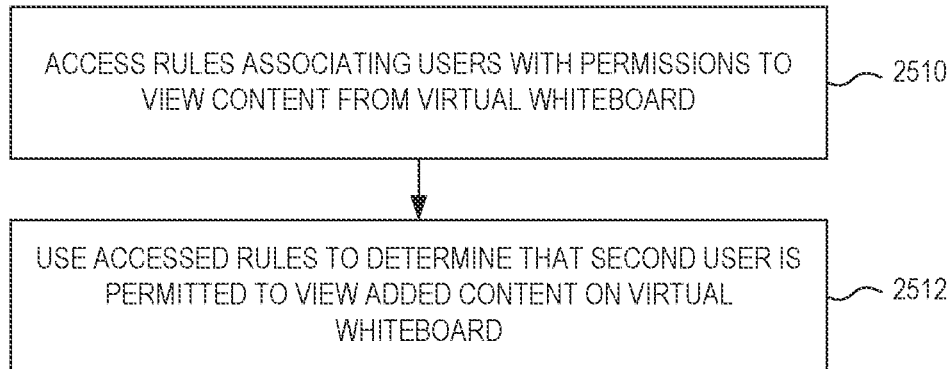 ACCESS RULES ASSOCIATING USERS WITH PERMISSIONS TO
VIEW CONTENT FROM VIRTUAL WHITEBOARD
2510
USE ACCESSED RULES TO DETERMINE THAT SECOND USER IS
PERMITTED TO VIEW ADDED CONTENT ON VIRTUAL
WHITEBOARD
2512